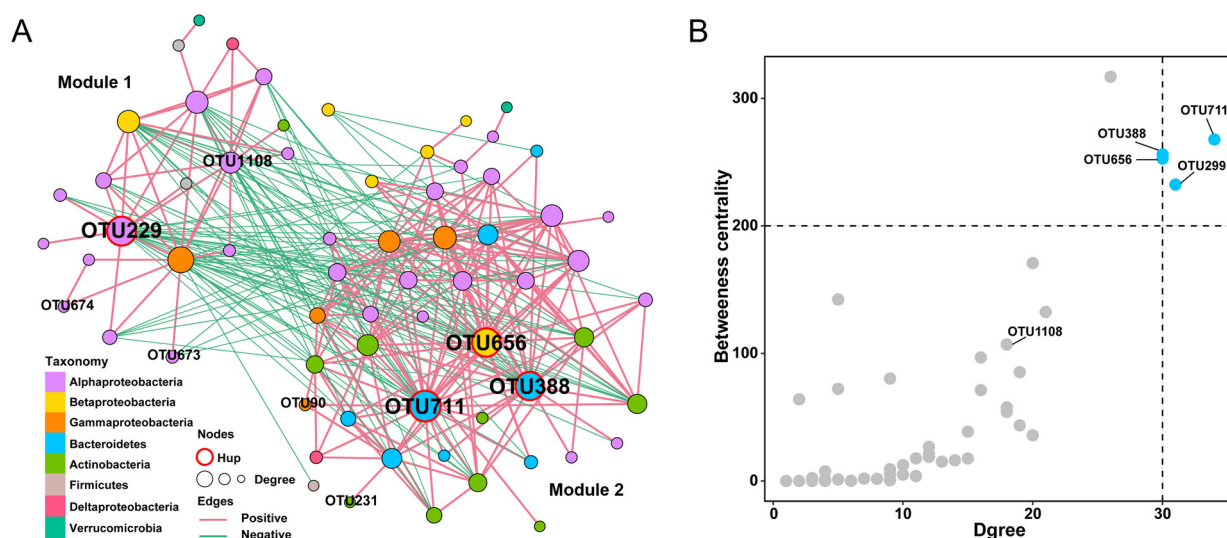 A
Module 1
OTU1108
OTU229
OTU674
OTU673
OTU656
OTU388
OTU711
OTU90
OTU231
Module 2
Taxonomy
Alphaproteobacteria
Betaproteobacteria
Gammaproteobacteria
Bacteroidetes
Actinobacteria
Firmicutes
Deltaproteobacteria
Verrucomicrobia
Nodes
Hup
Degree
Edges
Positive
Negative
B
Betweeness centrality
300
200
100
0
OTU711
OTU388
OTU656
OTU299
OTU1108
0 10 20 30
Dgree